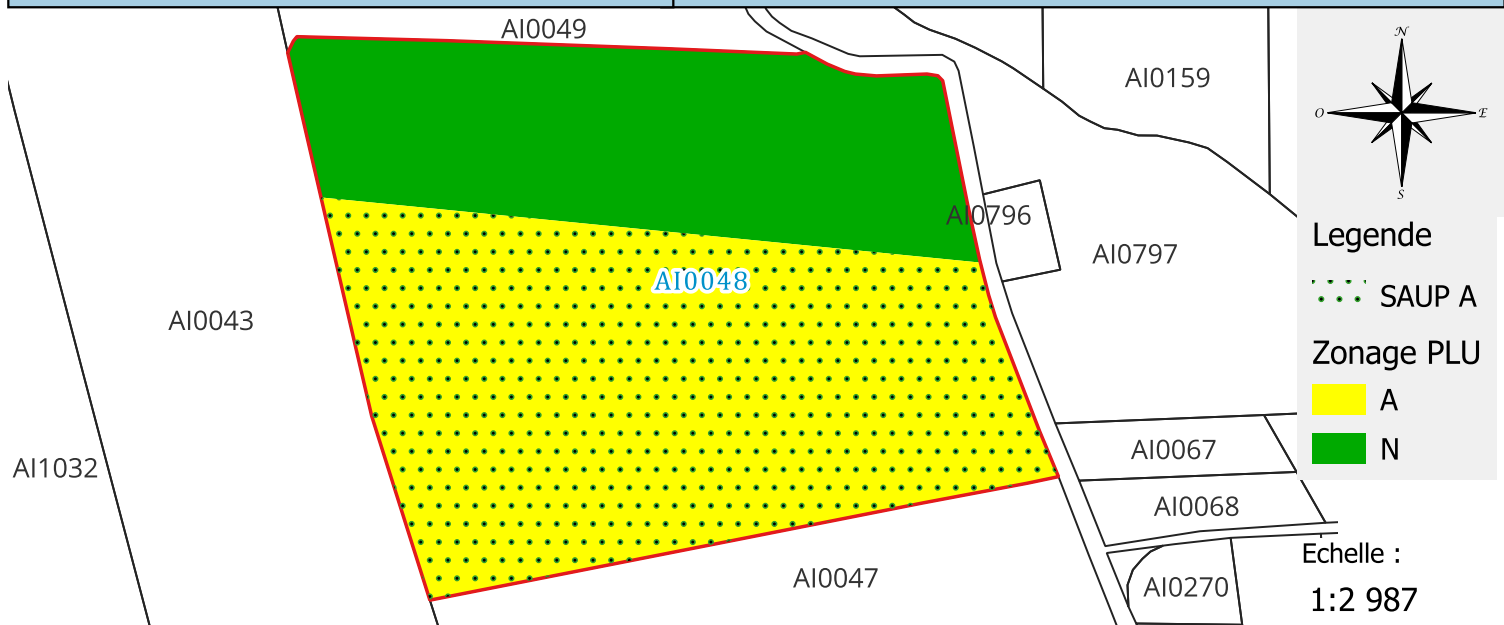 AI0049
N
AI0159
O
E
S
AI0796
Legende
AI0797
AI0048
SAUP A
AI0043
Zonage PLU
A
AI0067
N
AI1032
AI0068
Echelle :
AI0047
AI0270
1:2 987